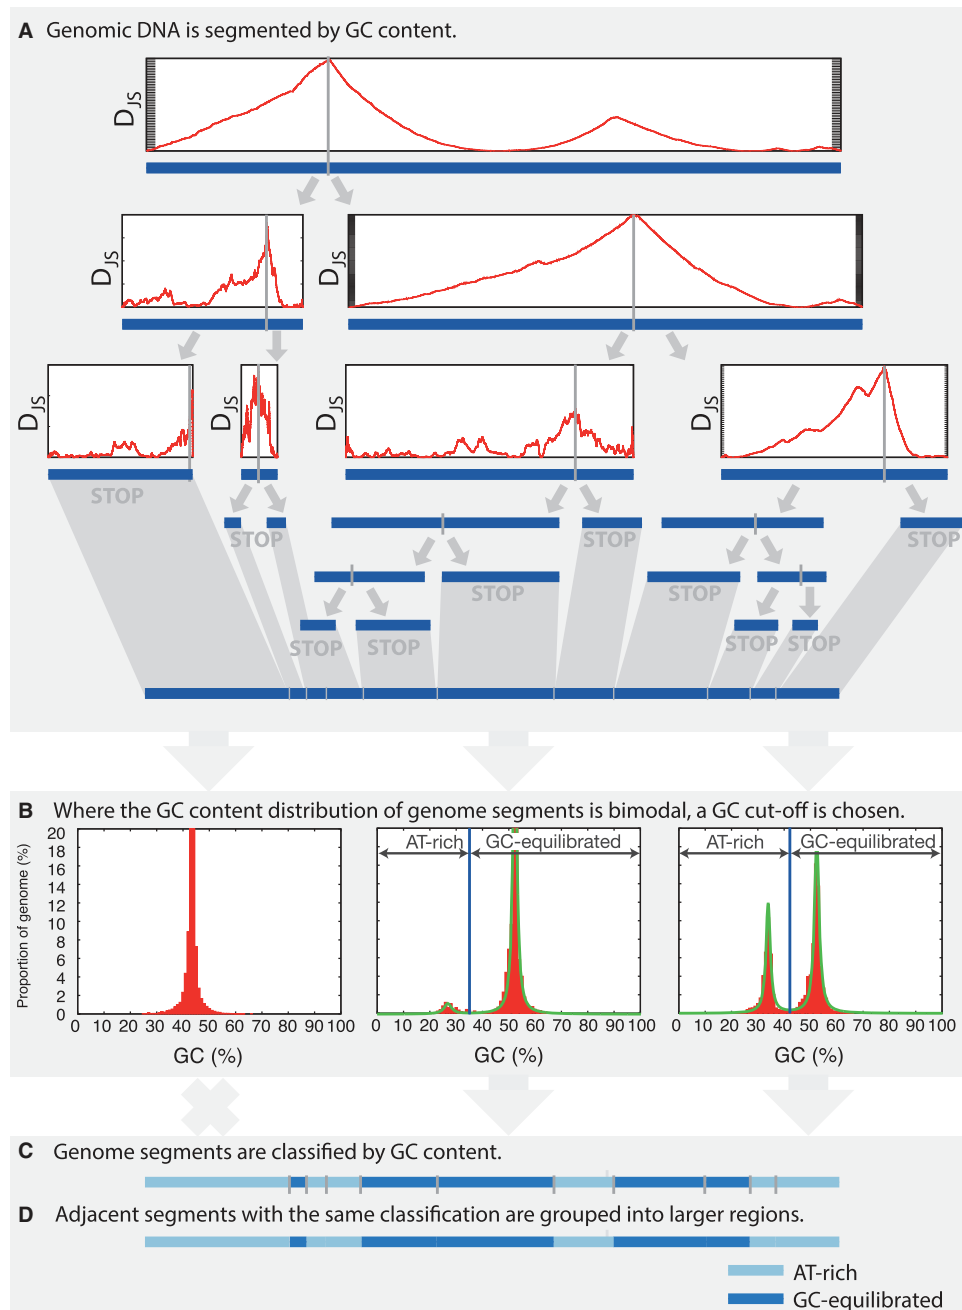 A Genomic DNA is segmented by GC content.
DJS
DJS
DJS
DJS
DJS
DJS
DJS
STOP
STOP
STOP
STOP
STOP
STOP
STOP
STOP
STOP
STOP
STOP
B Where the GC content distribution of genome segments is bimodal, a GC cut-off is chosen.
Proportion of genome (%)
20
18
16
14
12
10
8
6
4
2
0
0 10 20 30 40 50 60 70 80 90 100
GC (%)
AT-rich GC-equilibrated
0 10 20 30 40 50 60 70 80 90 100
GC (%)
AT-rich GC-equilibrated
0 10 20 30 40 50 60 70 80 90 100
GC (%)
C Genome segments are classified by GC content.
D Adjacent segments with the same classification are grouped into larger regions.
AT-rich
GC-equilibrated